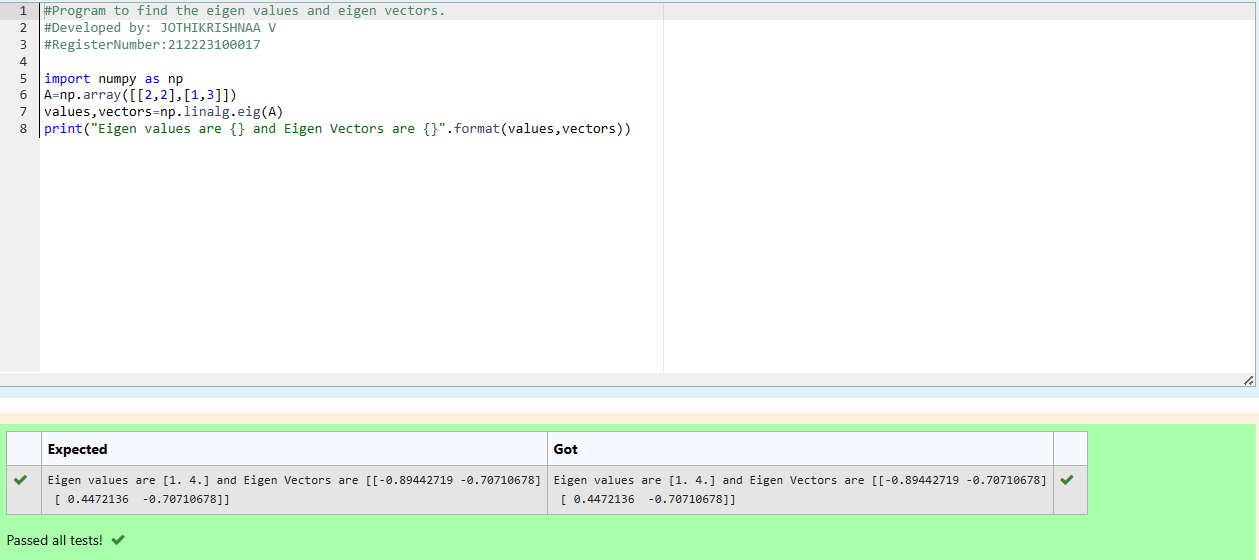 1 #Program to find the eigen values and eigen vectors.
2 #Developed by: JOTHIKRISHNAA V
3 #RegisterNumber:212223100017
4
5 import numpy as np
6 A=np.array([[2,2],[1,3]])
7 values,vectors=np.linalg.eig(A)
8 print("Eigen values are {} and Eigen Vectors are {}".format(values,vectors))
Expected Got
Eigen values are [1. 4.] and Eigen Vectors are [[-0.89442719 -0.70710678] Eigen values are [1. 4.] and Eigen Vectors are [[-0.89442719 -0.70710678]
[ 0.4472136 -0.70710678]] [ 0.4472136 -0.70710678]]
Passed all tests!